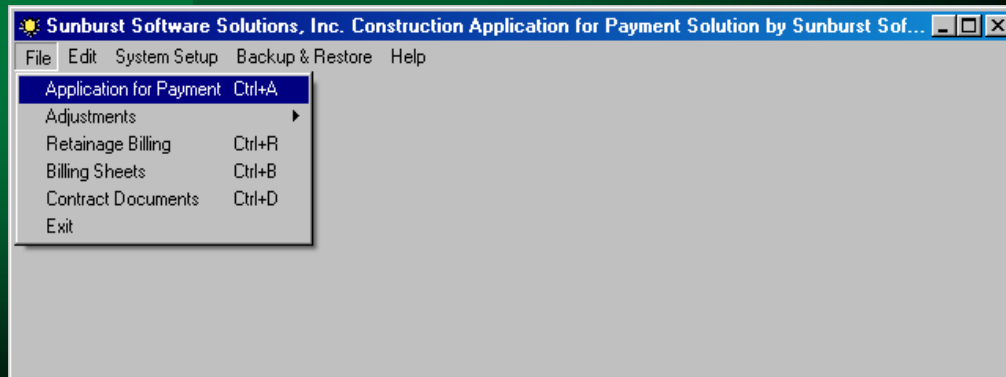 Sunburst Software Solutions, Inc. Construction Application for Payment Solution by Sunburst Sof...
File Edit System Setup Backup & Restore Help
Application for Payment Ctrl+A
Adjustments
Retainage Billing Ctrl+R
Billing Sheets Ctrl+B
Contract Documents Ctrl+D
Exit